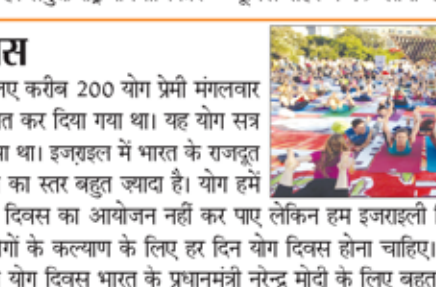 स
नए करीब 200 योग प्रेमी मंगलवार
त कर दिया गया था। यह योग सत्र
ा था। इजराइल में भारत के राजदूत
का स्तर बहुत ज़्यादा है। योग हमें
दिवस का आयोजन नहीं कर पाए लेकिन हम इजराइली
गों के कल्याण के लिए हर दिन योग दिवस होना चाहिए।
योग दिवस भारत के प्रधानमंत्री नरेन्द्र मोदी के लिए बहुत